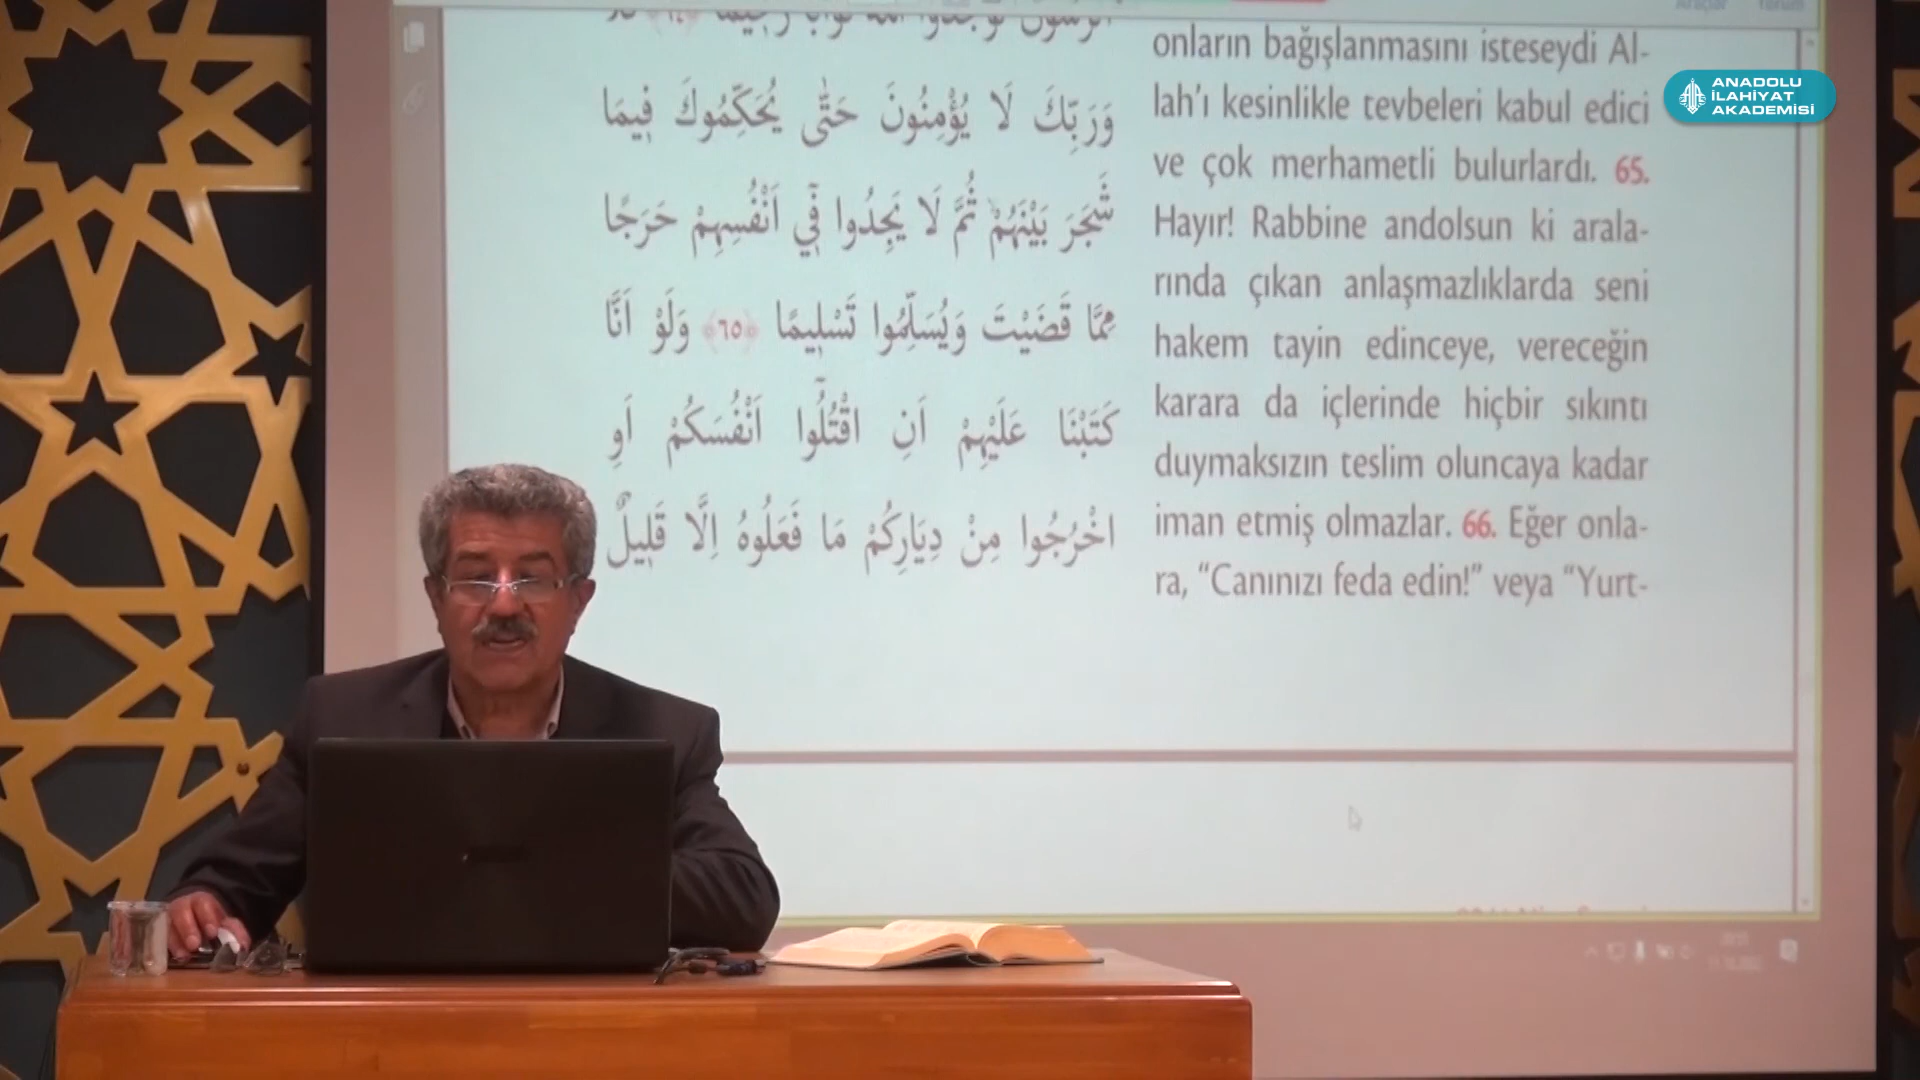 وَرَبِّكَ لَا يُؤْمِنُونَ حَتّٰى يُحَكِّمُوكَ ف۪يمَا
شَجَرَ بَيْنَهُمْ ثُمَّ لَا يَجِدُوا ف۪ٓي اَنْفُسِهِمْ حَرَجًا
مِمَّا قَضَيْتَ وَيُسَلِّمُوا تَسْل۪يمًا ﴿٦٥﴾ وَلَوْ اَنَّا
كَتَبْنَا عَلَيْهِمْ اَنِ اقْتُلُٓوا اَنْفُسَكُمْ اَوِ
اخْرُجُوا مِنْ دِيَارِكُمْ مَا فَعَلُوهُ اِلَّا قَل۪يلٌ
onların bağışlanmasını isteseydi Al-
lah’ı kesinlikle tevbeleri kabul edici
ve çok merhametli bulurlardı. 65.
Hayır! Rabbine andolsun ki arala-
rında çıkan anlaşmazlıklarda seni
hakem tayin edinceye, vereceğin
karara da içlerinde hiçbir sıkıntı
duymaksızın teslim oluncaya kadar
iman etmiş olmazlar. 66. Eğer onla-
ra, “Canınızı feda edin!” veya “Yurt-
ANADOLU
İLAHİYAT
AKADEMİSİ